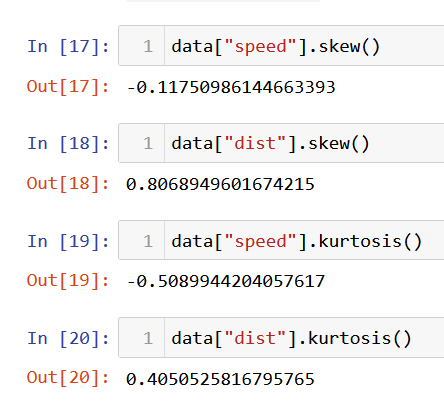 In [17]: 1 data["speed"].skew()
Out[17]: -0.11750986144663393
In [18]: 1 data["dist"].skew()
Out[18]: 0.8068949601674215
In [19]: 1 data["speed"].kurtosis()
Out[19]: -0.5089944204057617
In [20]: 1 data["dist"].kurtosis()
Out[20]: 0.4050525816795765